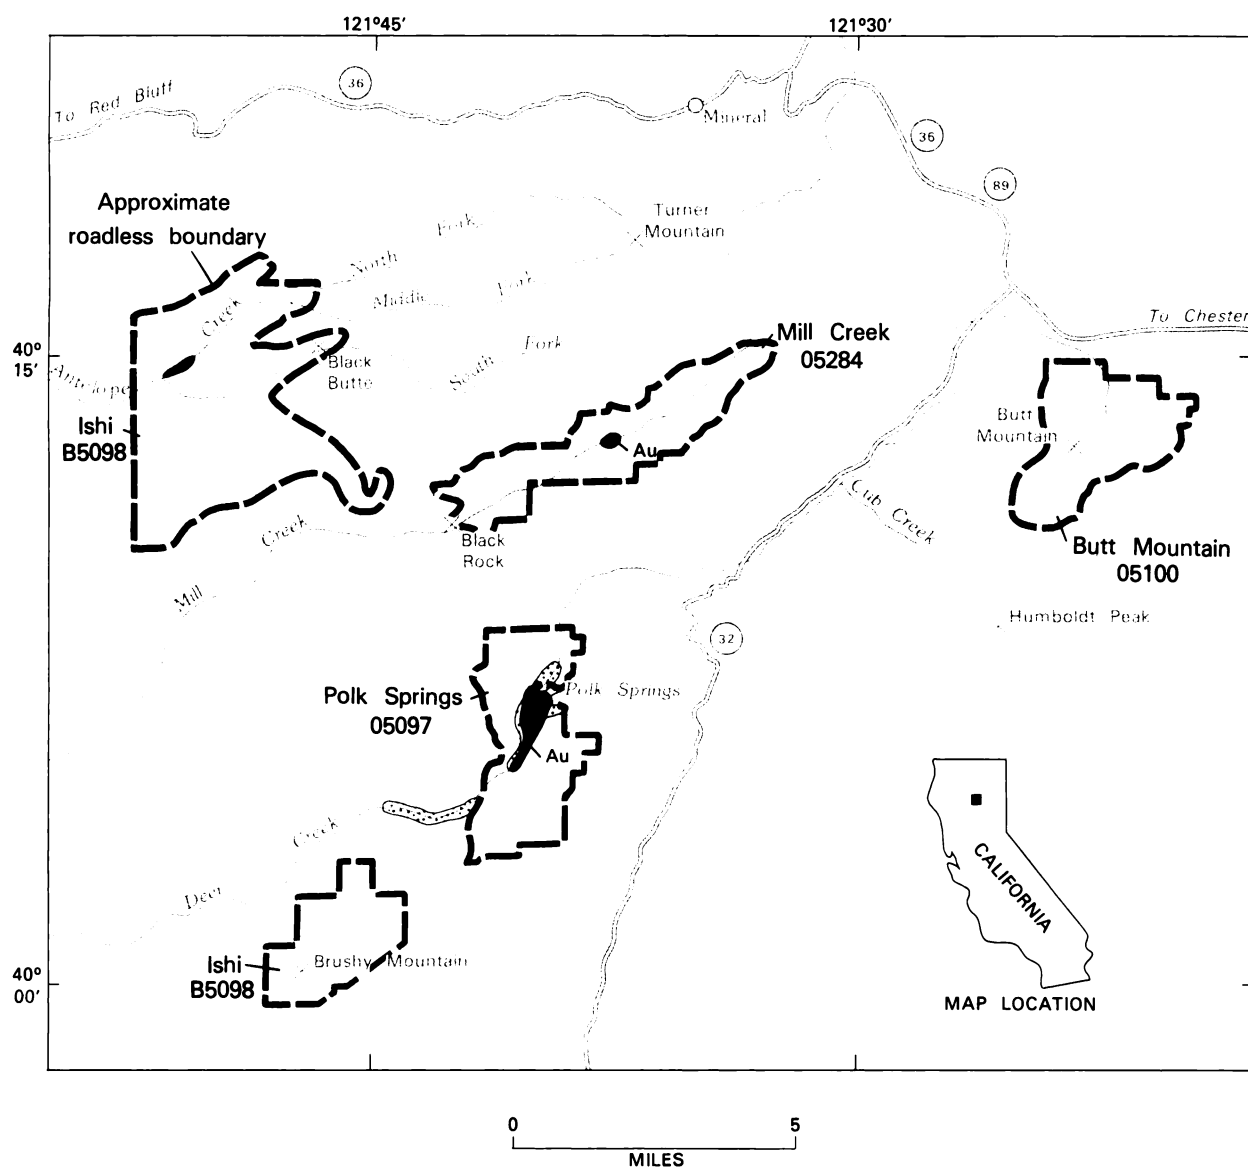 121°45′
121°30′
To Red Bluff
36
Mineral
36
89
Approximate
roadless boundary
Turner
Mountain
North Fork
Middle Fork
South Fork
Creek
Antelope
To Chester
40°
15′
Black
Butte
Mill Creek
05284
Ishi
B5098
Au
Butt
Mountain
Cub Creek
Mill Creek
Black
Rock
Butt Mountain
05100
Humboldt Peak
32
Polk Springs
05097
Polk Springs
Au
Deer Creek
CALIFORNIA
MAP LOCATION
40°
00′
Ishi
B5098
Brushy Mountain
0 5
MILES